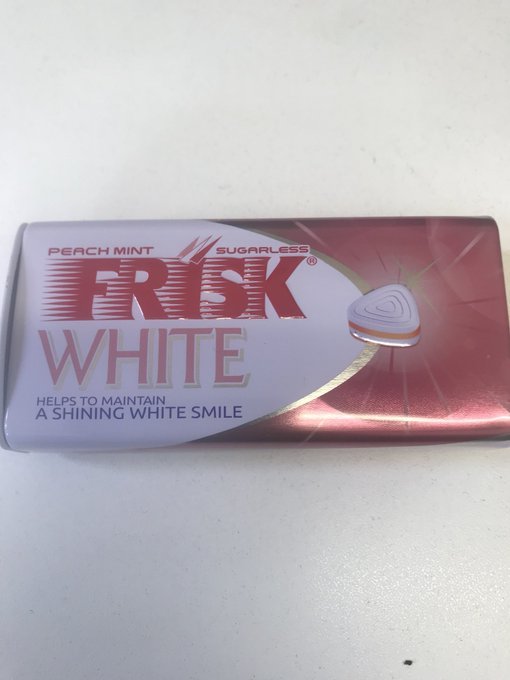 PEACH MINT SUGARLESS
FRISK®
WHITE
HELPS TO MAINTAIN
A SHINING WHITE SMILE